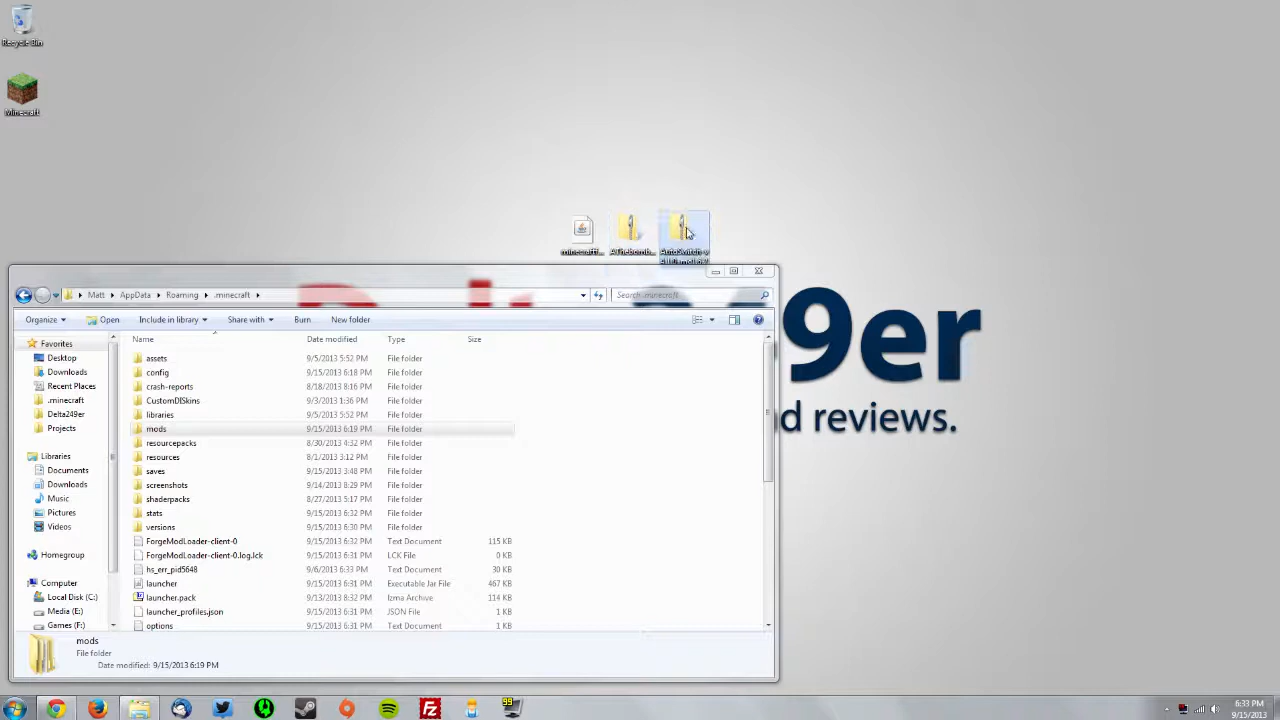 Recycle Bin
Minecraft
minecraftf...
AThebomb...
AutoSwitch-v
9er
d reviews.
Matt
AppData
Roaming
.minecraft
Search .minecraft
Organize
Open
Include in library
Share with
Burn
New folder
Favorites
Desktop
Downloads
Recent Places
.minecraft
Delta249er
Projects
Libraries
Documents
Downloads
Music
Pictures
Videos
Homegroup
Computer
Local Disk (C:)
Media (E:)
Games (F:)
Name Date modified Type Size
assets 9/5/2013 5:52 PM File folder
config 9/15/2013 6:18 PM File folder
crash-reports 8/18/2013 8:16 PM File folder
CustomDISkins 9/3/2013 1:36 PM File folder
libraries 9/5/2013 5:52 PM File folder
mods 9/15/2013 6:19 PM File folder
resourcepacks 8/30/2013 4:32 PM File folder
resources 8/1/2013 3:12 PM File folder
saves 9/15/2013 3:48 PM File folder
screenshots 9/14/2013 8:29 PM File folder
shaderpacks 8/27/2013 5:17 PM File folder
stats 9/15/2013 6:32 PM File folder
versions 9/15/2013 6:30 PM File folder
ForgeModLoader-client-0 9/15/2013 6:32 PM Text Document 115 KB
ForgeModLoader-client-0.log.lck 9/15/2013 6:31 PM LCK File 0 KB
hs_err_pid5648 9/6/2013 6:33 PM Text Document 30 KB
launcher 9/15/2013 6:31 PM Executable Jar File 467 KB
launcher.pack 9/13/2013 8:32 PM lzma Archive 114 KB
launcher_profiles.json 9/15/2013 6:31 PM JSON File 1 KB
options 9/15/2013 6:31 PM Text Document 1 KB
mods
File folder
Date modified: 9/15/2013 6:19 PM
99
6:33 PM
9/15/2013